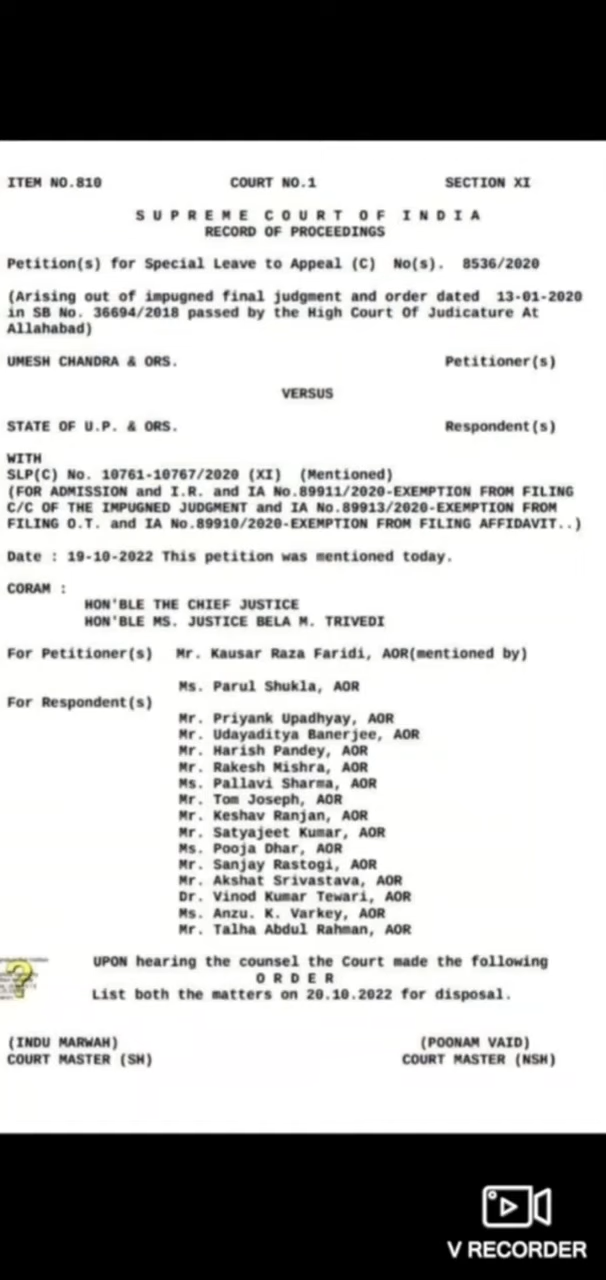 ITEM NO.810 COURT NO.1 SECTION XI
S U P R E M E C O U R T O F I N D I A
RECORD OF PROCEEDINGS
Petition(s) for Special Leave to Appeal (C) No(s). 8536/2020
(Arising out of impugned final judgment and order dated 13-01-2020
in SB No. 36694/2018 passed by the High Court Of Judicature At
Allahabad)
UMESH CHANDRA & ORS. Petitioner(s)
VERSUS
STATE OF U.P. & ORS. Respondent(s)
WITH
SLP(C) No. 10761-10767/2020 (XI) (Mentioned)
(FOR ADMISSION and I.R. and IA No.89911/2020-EXEMPTION FROM FILING
C/C OF THE IMPUGNED JUDGMENT and IA No.89913/2020-EXEMPTION FROM
FILING O.T. and IA No.89910/2020-EXEMPTION FROM FILING AFFIDAVIT..)
Date : 19-10-2022 This petition was mentioned today.
CORAM :
HON'BLE THE CHIEF JUSTICE
HON'BLE MS. JUSTICE BELA M. TRIVEDI
For Petitioner(s) Mr. Kausar Raza Faridi, AOR(mentioned by)
Ms. Parul Shukla, AOR
For Respondent(s)
Mr. Priyank Upadhyay, AOR
Mr. Udayaditya Banerjee, AOR
Mr. Harish Pandey, AOR
Mr. Rakesh Mishra, AOR
Ms. Pallavi Sharma, AOR
Mr. Tom Joseph, AOR
Mr. Keshav Ranjan, AOR
Mr. Satyajeet Kumar, AOR
Ms. Pooja Dhar, AOR
Mr. Sanjay Rastogi, AOR
Mr. Akshat Srivastava, AOR
Dr. Vinod Kumar Tewari, AOR
Ms. Anzu. K. Varkey, AOR
Mr. Talha Abdul Rahman, AOR
UPON hearing the counsel the Court made the following
O R D E R
List both the matters on 20.10.2022 for disposal.
(INDU MARWAH) (POONAM VAID)
COURT MASTER (SH) COURT MASTER (NSH)
V RECORDER